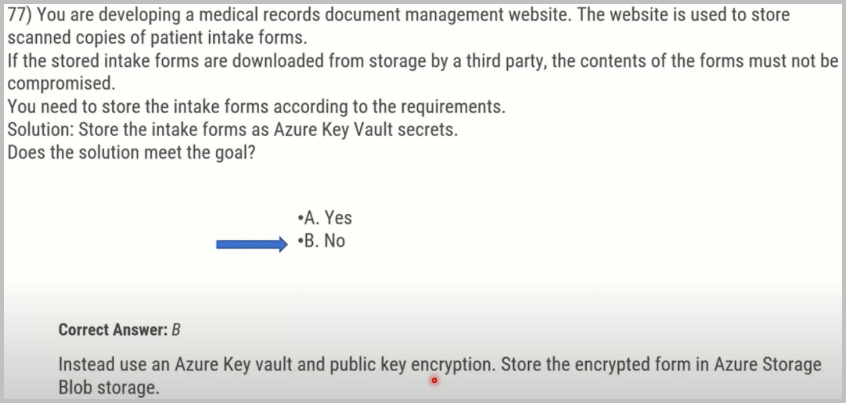 77) You are developing a medical records document management website. The website is used to store
scanned copies of patient intake forms.
If the stored intake forms are downloaded from storage by a third party, the contents of the forms must not be
compromised.
You need to store the intake forms according to the requirements.
Solution: Store the intake forms as Azure Key Vault secrets.
Does the solution meet the goal?
•A. Yes
•B. No
Correct Answer: B
Instead use an Azure Key vault and public key encryption. Store the encrypted form in Azure Storage
Blob storage.